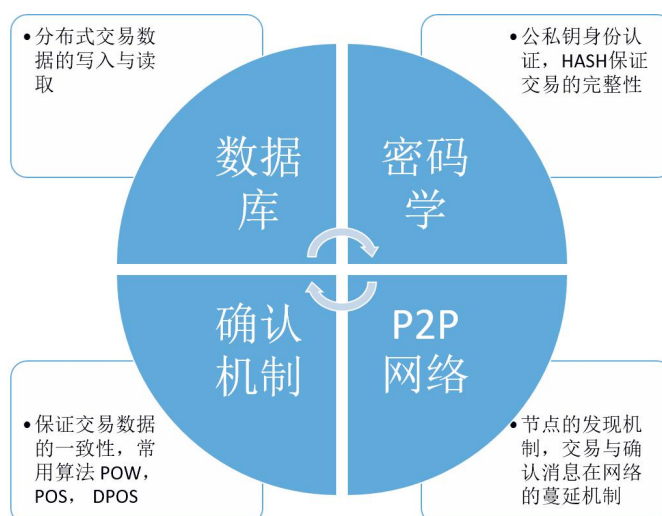 •分布式交易数
据的写入与读
取
•公私钥身份认
证，HASH保证
交易的完整性
数据
库
密码
学
确认
机制
P2P
网络
•保证交易数据
的一致性，常
用算法 POW，
POS， DPOS
•节点的发现机
制，交易与确
认消息在网络
的蔓延机制